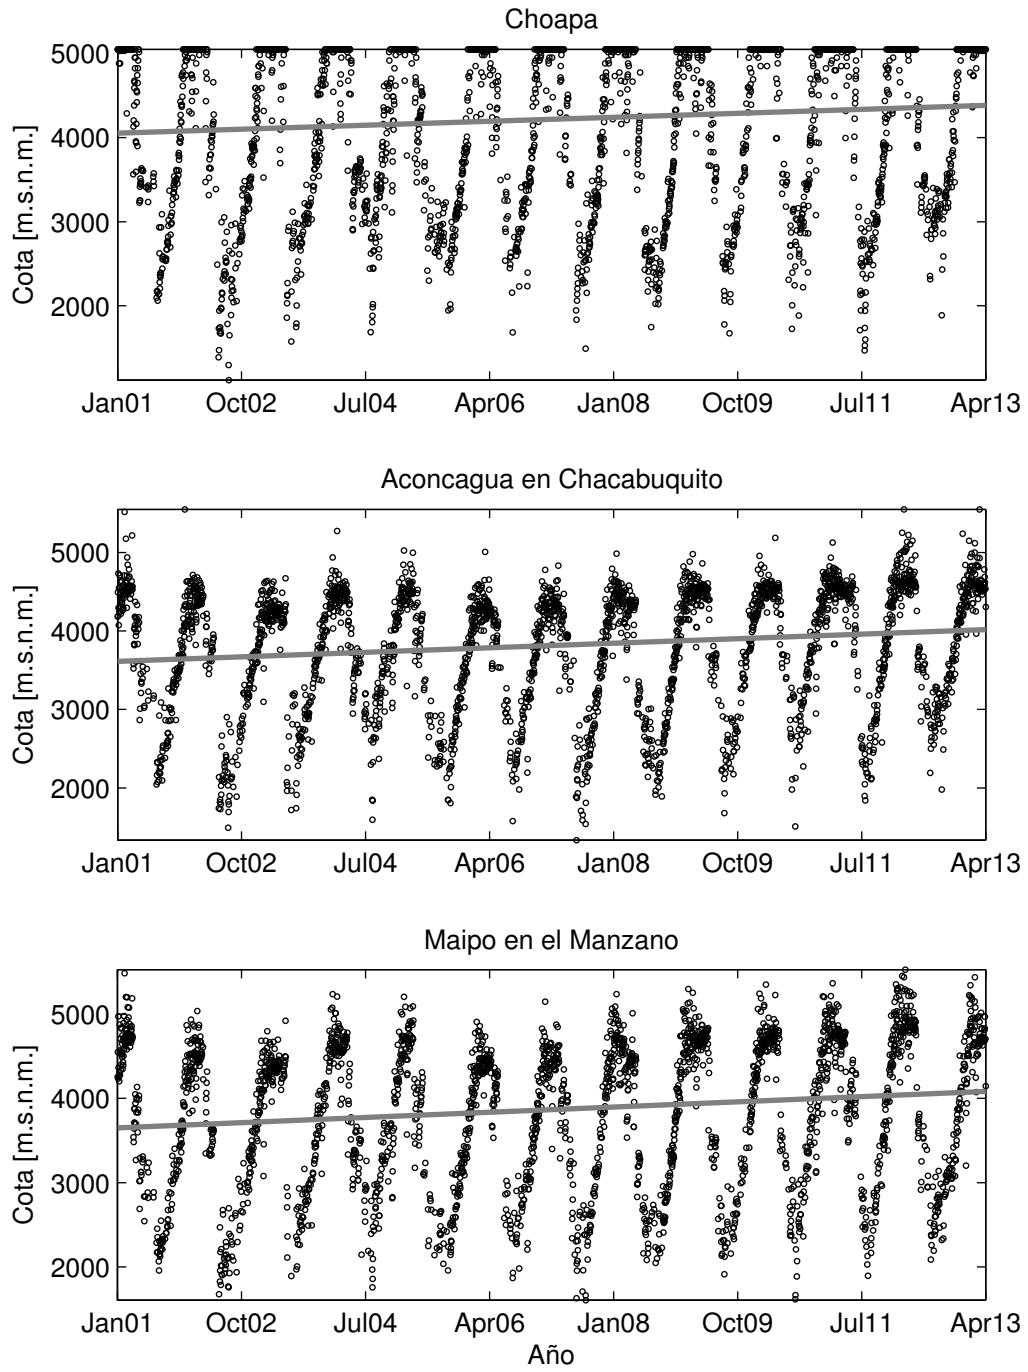 Choapa
5000
4000
3000
2000
Cota [m.s.n.m.]
Jan01 Oct02 Jul04 Apr06 Jan08 Oct09 Jul11 Apr13
Aconcagua en Chacabuquito
5000
4000
3000
2000
Cota [m.s.n.m.]
Jan01 Oct02 Jul04 Apr06 Jan08 Oct09 Jul11 Apr13
Maipo en el Manzano
5000
4000
3000
2000
Cota [m.s.n.m.]
Jan01 Oct02 Jul04 Apr06 Jan08 Oct09 Jul11 Apr13
Año